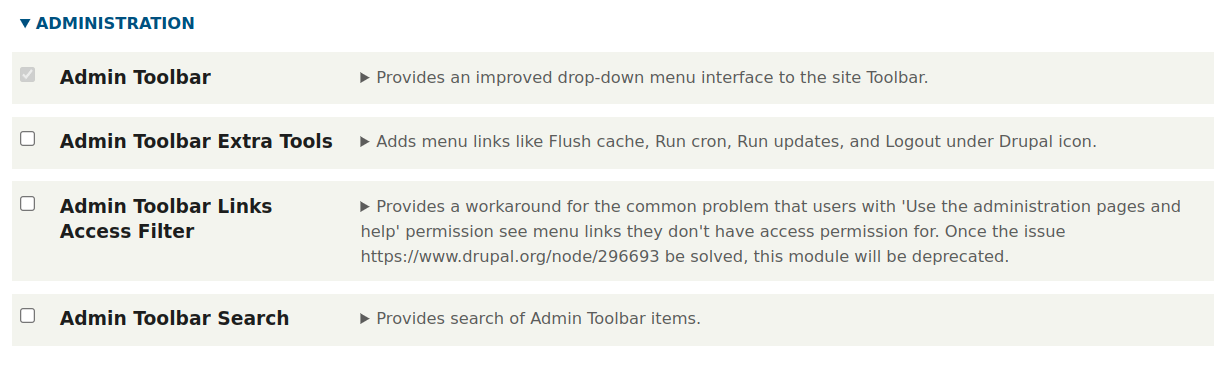 ADMINISTRATION
Admin Toolbar
Provides an improved drop-down menu interface to the site Toolbar.
Admin Toolbar Extra Tools
Adds menu links like Flush cache, Run cron, Run updates, and Logout under Drupal icon.
Admin Toolbar Links
Access Filter
Provides a workaround for the common problem that users with 'Use the administration pages and
help' permission see menu links they don't have access permission for. Once the issue
https://www.drupal.org/node/296693 be solved, this module will be deprecated.
Admin Toolbar Search
Provides search of Admin Toolbar items.